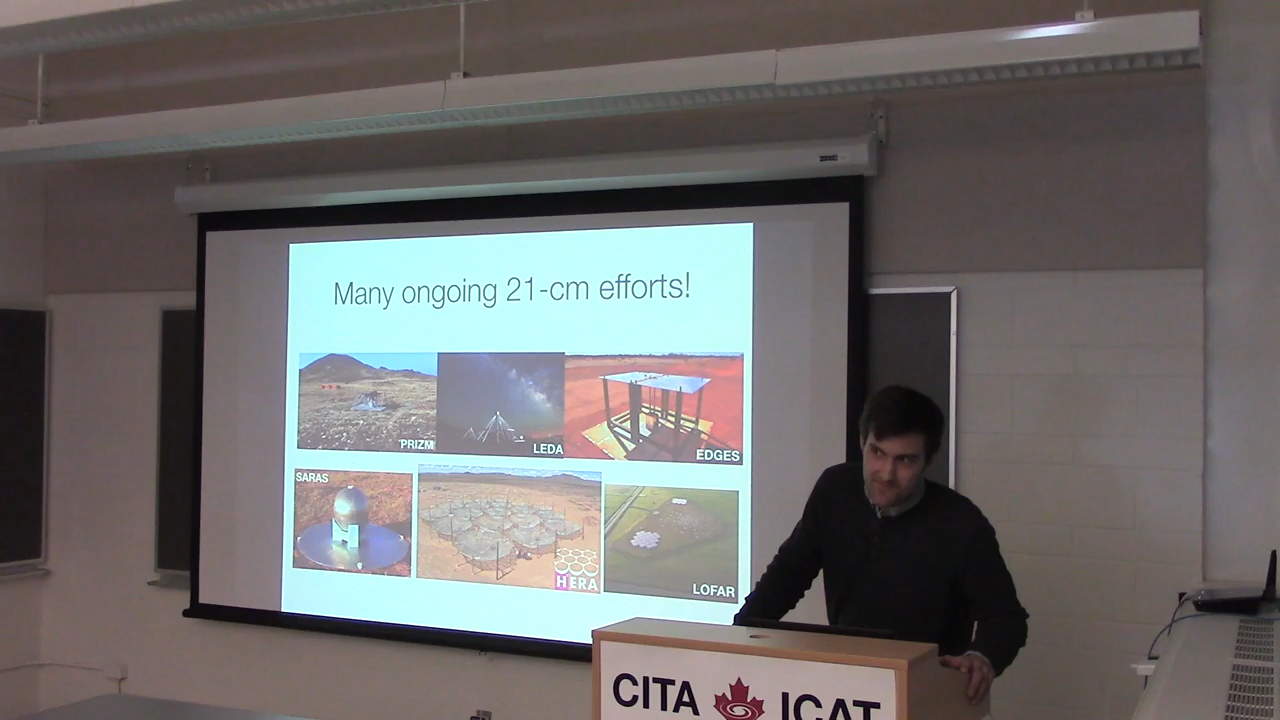 Many ongoing 21-cm efforts!
PRIZM
LEDA
EDGES
SARAS
HERA
LOFAR
CITA ICAT